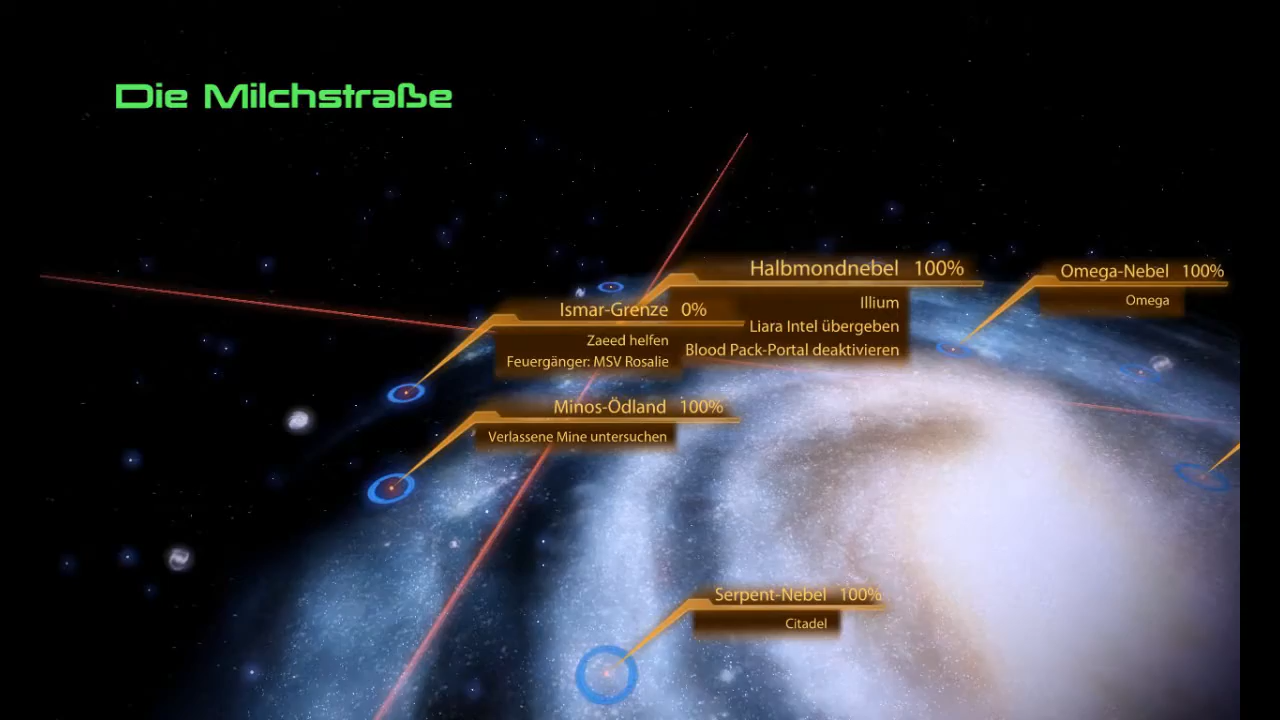 Die Milchstraße
Halbmondnebel 100%
Illium
Liara Intel übergeben
Blood Pack-Portal deaktivieren
Omega-Nebel 100%
Omega
Ismar-Grenze 0%
Zaeed helfen
Feuergänger: MSV Rosalie
Minos-Ödland 100%
Verlassene Mine untersuchen
Serpent-Nebel 100%
Citadel